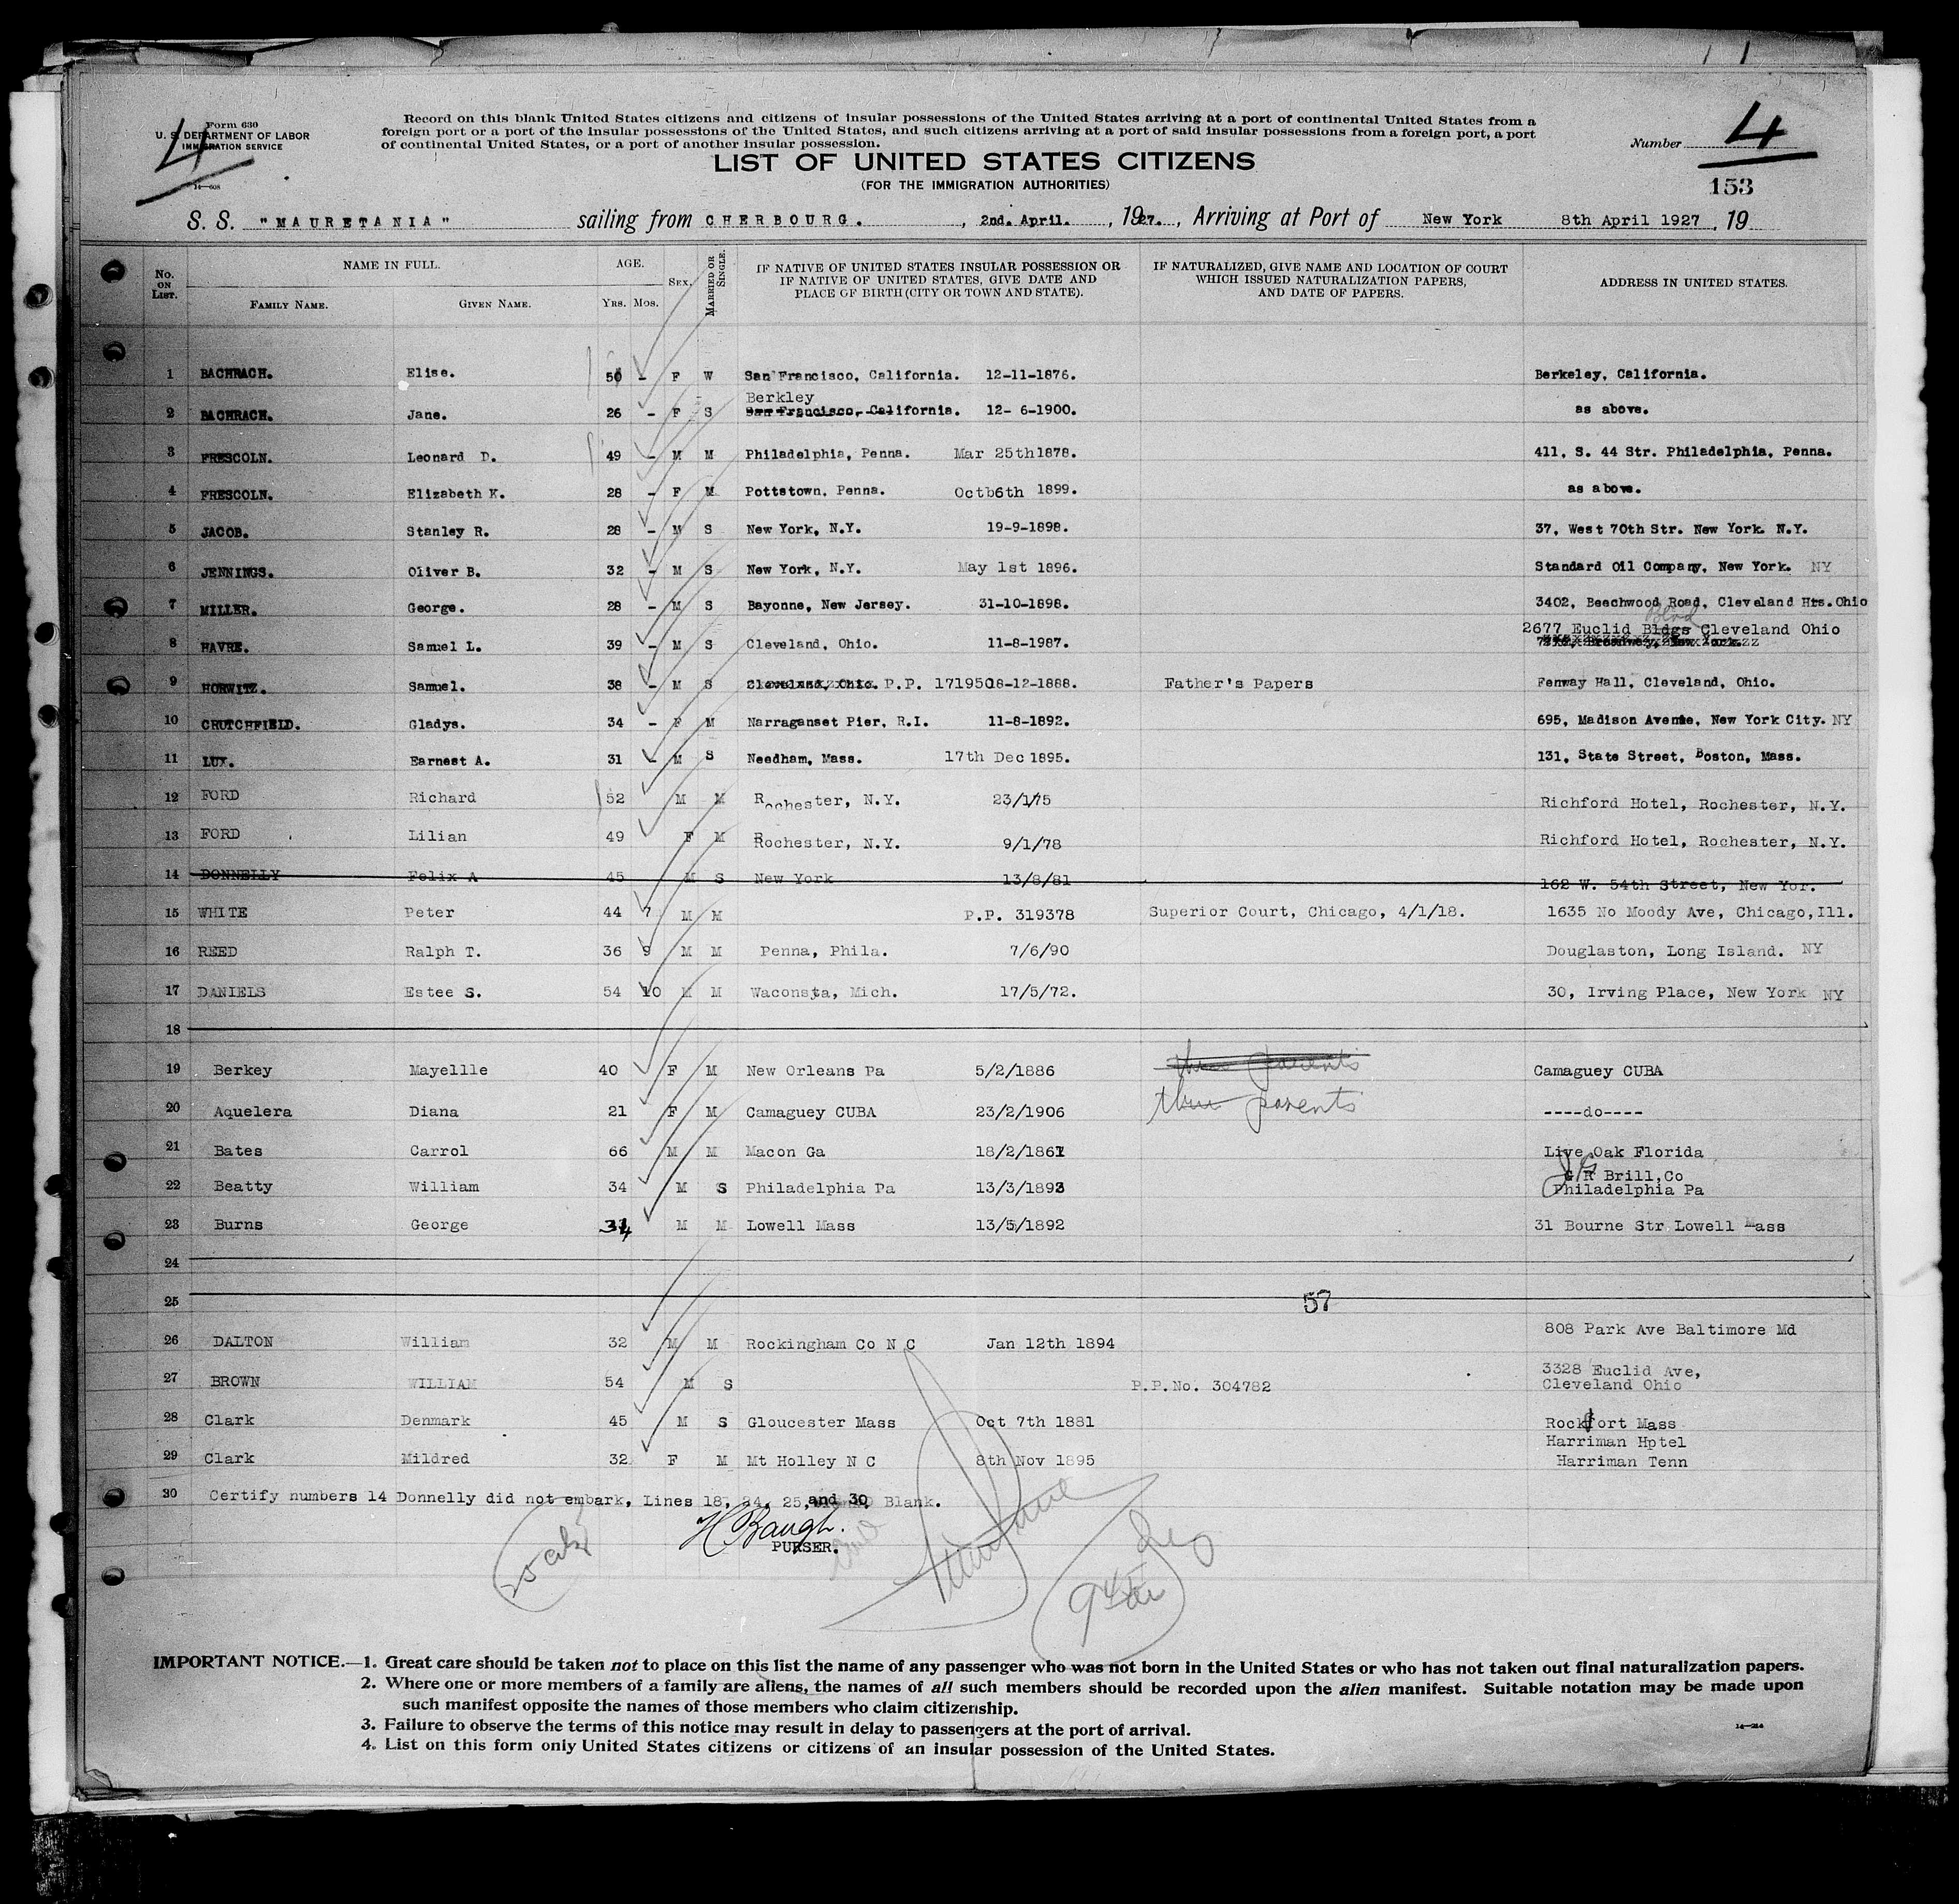 4
Form 630
U. S. DEPARTMENT OF LABOR
IMMIGRATION SERVICE
14—608
Record on this blank United States citizens and citizens of insular possessions of the United States arriving at a port of continental United States from a
foreign port or a port of the insular possessions of the United States, and such citizens arriving at a port of said insular possessions from a foreign port, a port
of continental United States, or a port of another insular possession.
Number 4
LIST OF UNITED STATES CITIZENS
(FOR THE IMMIGRATION AUTHORITIES)
153
S. S. "MAURETANIA" sailing from CHERBOURG. , 2nd. April. , 1927. , Arriving at Port of New York 8th April 1927 , 19
No. ON LIST. NAME IN FULL. FAMILY NAME. GIVEN NAME. AGE. Yrs. Mos. SEX. MARRIED OR SINGLE. IF NATIVE OF UNITED STATES INSULAR POSSESSION OR IF NATIVE OF UNITED STATES, GIVE DATE AND PLACE OF BIRTH (CITY OR TOWN AND STATE). IF NATURALIZED, GIVE NAME AND LOCATION OF COURT WHICH ISSUED NATURALIZATION PAPERS, AND DATE OF PAPERS. ADDRESS IN UNITED STATES.
1 BACHRACH. Elise. 50 - F W San Francisco, California. 12-11-1876. Berkeley, California.
Berkley
2 BACHRACH. Jane. 26 - F S San Francisco, California. 12- 6-1900. as above.
3 FRESCOLN. Leonard D. 49 - M M Philadelphia, Penna. Mar 25th 1878. 411, S. 44 Str. Philadelphia, Penna.
4 FRESCOLN. Elizabeth K. 28 - F M Pottstown, Penna. Octb6th 1899. as above.
5 JACOB. Stanley R. 28 - M S New York, N.Y. 19-9-1898. 37, West 70th Str. New York. N.Y.
6 JENNINGS. Oliver B. 32 - M S New York, N.Y. May 1st 1896. Standard Oil Company, New York. NY
7 MILLER. George. 28 - M S Bayonne, New Jersey. 31-10-1898. 3402, Beechwood Road, Cleveland Hts. Ohio
Blvd
2677 Euclid Bldgs Cleveland Ohio
8 HAVRE. Samuel L. 39 - M S Cleveland, Ohio. 11-8-1987. Broadway, New York.
9 HORWITZ. Samuel. 38 - M S Cleveland, Ohio. P.P. 171950 18-12-1888. Father's Papers Fenway Hall, Cleveland, Ohio.
10 CRUTCHFIELD. Gladys. 34 - F M Narraganset Pier, R.I. 11-8-1892. 695, Madison Avenue, New York City. NY
11 LUX. Earnest A. 31 - M S Needham, Mass. 17th Dec 1895. 131, State Street, Boston, Mass.
12 FORD Richard 52 M M Rochester, N.Y. 23/1/75 Richford Hotel, Rochester, N.Y.
13 FORD Lilian 49 F M Rochester, N.Y. 9/1/78 Richford Hotel, Rochester, N.Y.
14 DONNELLY Felix A 45 M S New York 13/8/81 162 W. 54th Street, New Yor.
15 WHITE Peter 44 7 M M P.P. 319378 Superior Court, Chicago, 4/1/18. 1635 No Moody Ave, Chicago, Ill.
16 REED Ralph T. 36 9 M M Penna, Phila. 7/6/90 Douglaston, Long Island. NY
17 DANIELS Estee S. 54 10 M M Waconsta, Mich. 17/5/72. 30, Irving Place, New York NY
18
19 Berkey Mayellle 40 F M New Orleans Pa 5/2/1886 thru parents Camaguey CUBA
20 Aquelera Diana 21 F M Camaguey CUBA 23/2/1906 thru parents ----do----
21 Bates Carrol 66 M M Macon Ga 18/2/1861 Live Oak Florida
22 Beatty William 34 M S Philadelphia Pa 13/3/1893 JG Brill,Co
Philadelphia Pa
23 Burns George 34 M M Lowell Mass 13/5/1892 31 Bourne Str Lowell Mass
24
25 57
26 DALTON William 32 M M Rockingham Co N C Jan 12th 1894 808 Park Ave Baltimore Md
27 BROWN WILLIAM 54 M S P.P.No. 304782 3328 Euclid Ave,
Cleveland Ohio
28 Clark Denmark 45 M S Gloucester Mass Oct 7th 1881 Rockport Mass
Harriman Hotel
29 Clark Mildred 32 F M Mt Holley N C 8th Nov 1895 Harriman Tenn
30 Certify numbers 14 Donnelly did not embark, Lines 18, 24, 25, and 30 Blank.
H Baugh.
PURSER.
IMPORTANT NOTICE.—1. Great care should be taken not to place on this list the name of any passenger who was not born in the United States or who has not taken out final naturalization papers.
2. Where one or more members of a family are aliens, the names of all such members should be recorded upon the alien manifest. Suitable notation may be made upon
such manifest opposite the names of those members who claim citizenship.
3. Failure to observe the terms of this notice may result in delay to passengers at the port of arrival.
14—214
4. List on this form only United States citizens or citizens of an insular possession of the United States.